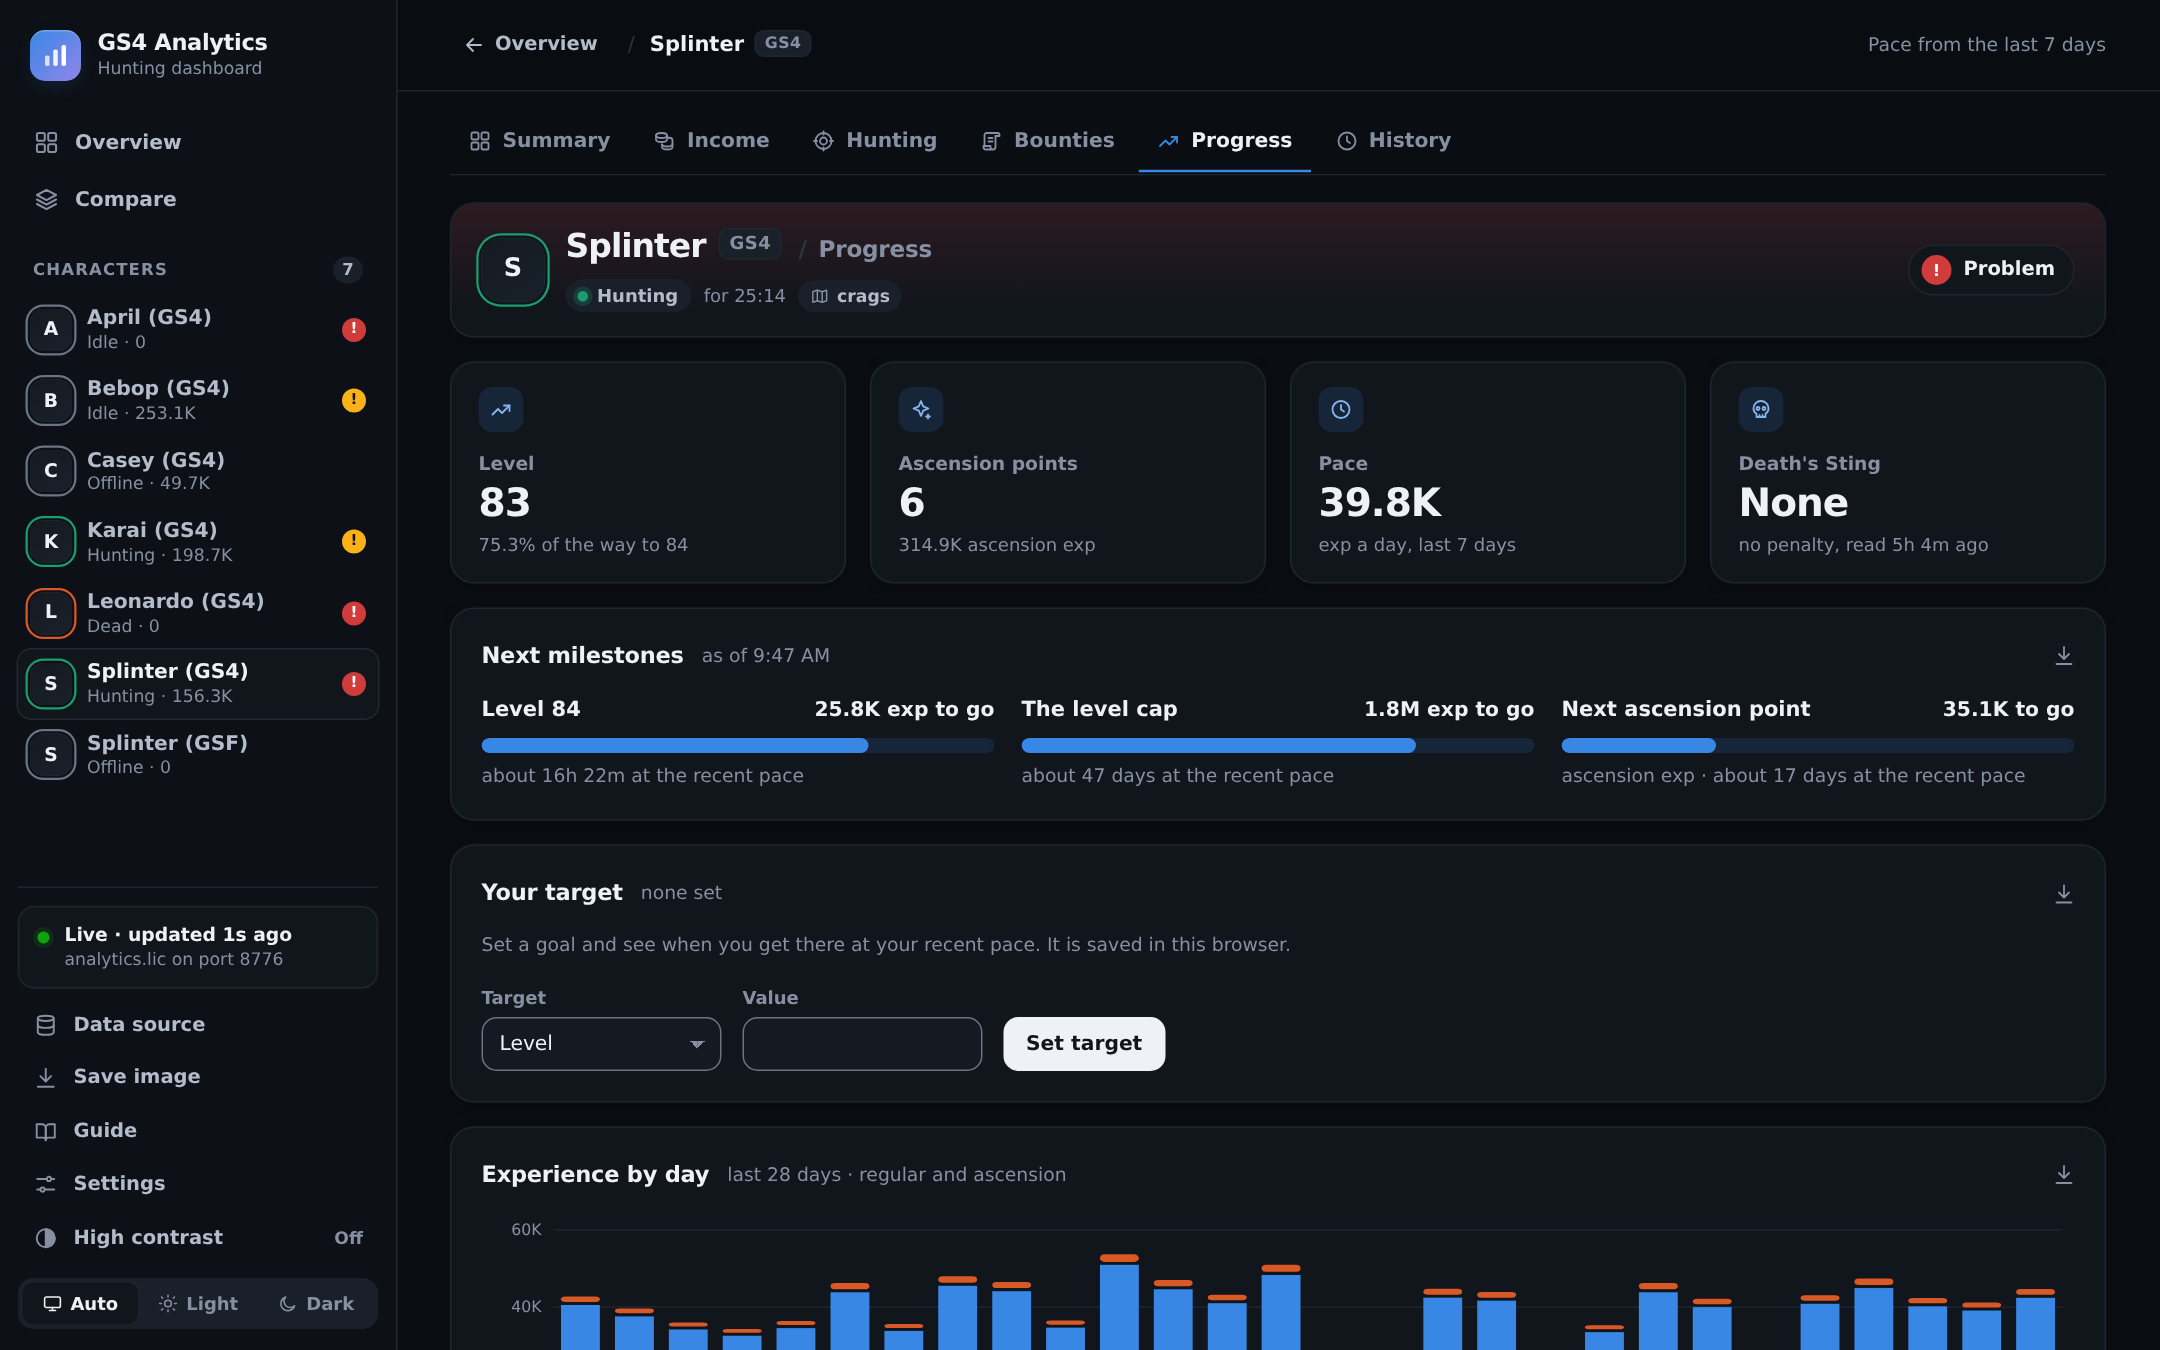 GS4 Analytics
Hunting dashboard
Overview
Compare
CHARACTERS 7
A April (GS4) !
Idle · 0
B Bebop (GS4) !
Idle · 253.1K
C Casey (GS4)
Offline · 49.7K
K Karai (GS4) !
Hunting · 198.7K
L Leonardo (GS4) !
Dead · 0
S Splinter (GS4) !
Hunting · 156.3K
S Splinter (GSF)
Offline · 0
Live · updated 1s ago
analytics.lic on port 8776
Data source
Save image
Guide
Settings
High contrast Off
Auto Light Dark
Overview / Splinter GS4 Pace from the last 7 days
Summary Income Hunting Bounties Progress History
S Splinter GS4 / Progress
Hunting for 25:14 crags
! Problem
Level
83
75.3% of the way to 84
Ascension points
6
314.9K ascension exp
Pace
39.8K
exp a day, last 7 days
Death's Sting
None
no penalty, read 5h 4m ago
Next milestones as of 9:47 AM
Level 84 25.8K exp to go
about 16h 22m at the recent pace
The level cap 1.8M exp to go
about 47 days at the recent pace
Next ascension point 35.1K to go
ascension exp · about 17 days at the recent pace
Your target none set
Set a goal and see when you get there at your recent pace. It is saved in this browser.
Target Value
Level Set target
Experience by day last 28 days · regular and ascension
60K
40K